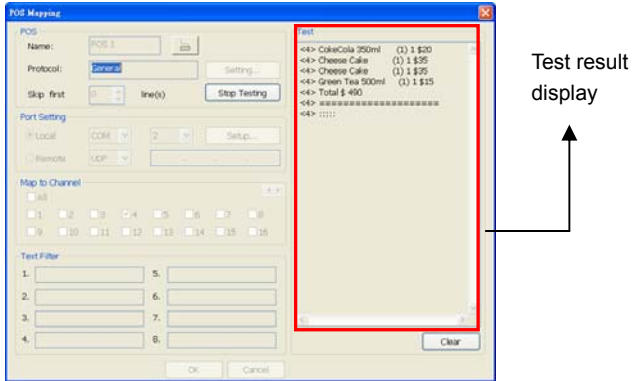 POS Mapping
POS
Name: POS 1
Protocol: General Setting...
Skip first 0 line(s) Stop Testing
Port Setting
Local COM 2 Setup...
Remote UDP
Map to Channel
All
1 2 3 4 5 6 7 8
9 10 11 12 13 14 15 16
Text Filter
1. 5.
2. 6.
3. 7.
4. 8.
OK Cancel
Test
<4> CokeCola 350ml (1) 1 $20
<4> Cheese Cake (1) 1 $35
<4> Cheese Cake (1) 1 $35
<4> Green Tea 500ml (1) 1 $15
<4> Total $ 490
<4> =====================
<4> :::::
Clear
Test result
display